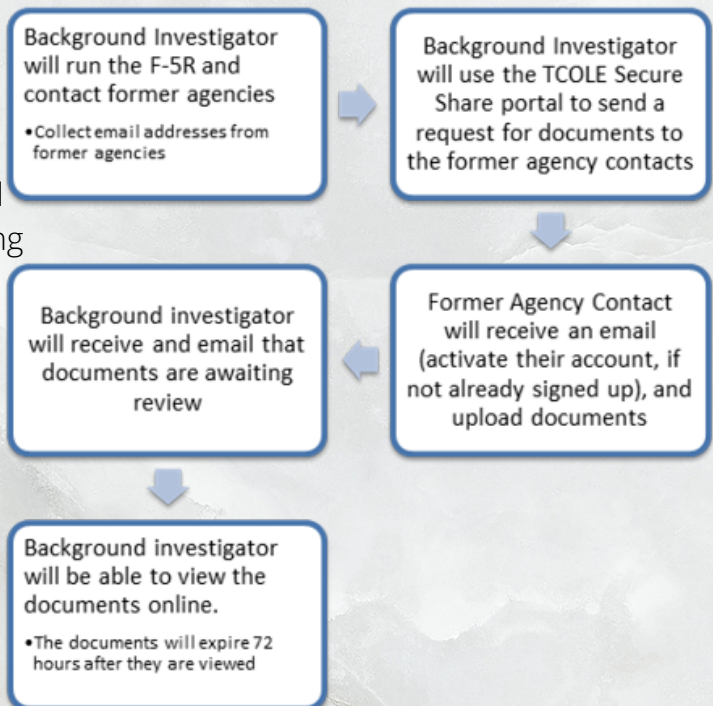 Background Investigator
will run the F-5R and
contact former agencies
•Collect email addresses from
former agencies
Background Investigator
will use the TCOLE Secure
Share portal to send a
request for documents to
the former agency contacts
Former Agency Contact
will receive an email
(activate their account, if
not already signed up), and
upload documents
Background investigator
will receive and email that
documents are awaiting
review
Background investigator
will be able to view the
documents online.
•The documents will expire 72
hours after they are viewed